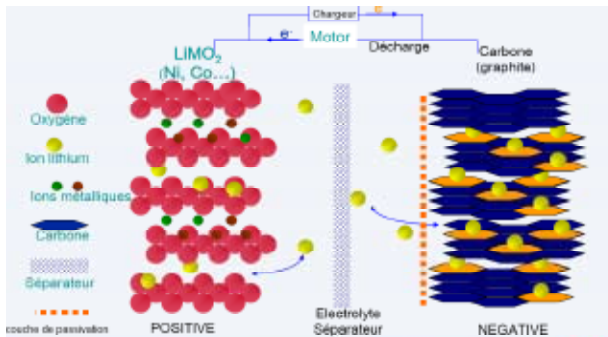 Chargeur
e⁻
Motor
Décharge
LiMO₂
(Ni, Co...)
Carbone
(graphite)
Oxygène
Ion lithium
Ions métalliques
Carbone
Séparateur
couche de passivation
POSITIVE
Electrolyte
Séparateur
NEGATIVE